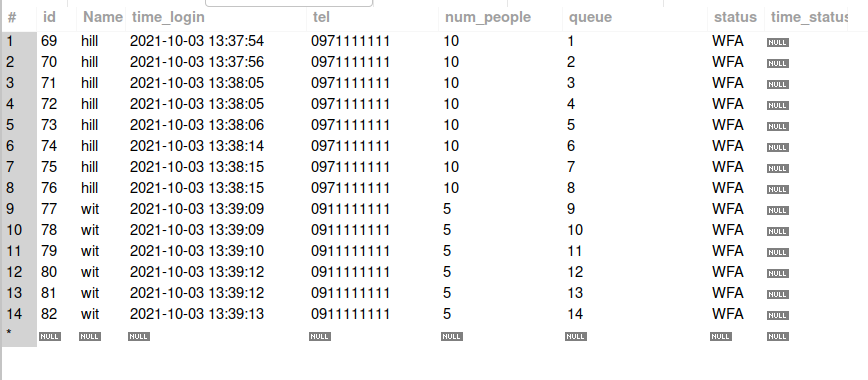 # id Name time_login tel num_people queue status time_status
1 69 hill 2021-10-03 13:37:54 0971111111 10 1 WFA NULL
2 70 hill 2021-10-03 13:37:56 0971111111 10 2 WFA NULL
3 71 hill 2021-10-03 13:38:05 0971111111 10 3 WFA NULL
4 72 hill 2021-10-03 13:38:05 0971111111 10 4 WFA NULL
5 73 hill 2021-10-03 13:38:06 0971111111 10 5 WFA NULL
6 74 hill 2021-10-03 13:38:14 0971111111 10 6 WFA NULL
7 75 hill 2021-10-03 13:38:15 0971111111 10 7 WFA NULL
8 76 hill 2021-10-03 13:38:15 0971111111 10 8 WFA NULL
9 77 wit 2021-10-03 13:39:09 0911111111 5 9 WFA NULL
10 78 wit 2021-10-03 13:39:09 0911111111 5 10 WFA NULL
11 79 wit 2021-10-03 13:39:10 0911111111 5 11 WFA NULL
12 80 wit 2021-10-03 13:39:12 0911111111 5 12 WFA NULL
13 81 wit 2021-10-03 13:39:12 0911111111 5 13 WFA NULL
14 82 wit 2021-10-03 13:39:13 0911111111 5 14 WFA NULL
* NULL NULL NULL NULL NULL NULL NULL NULL